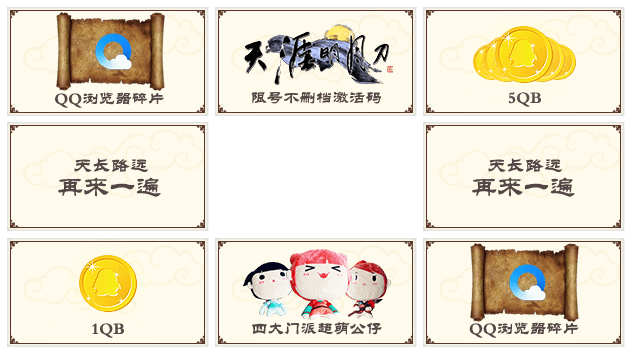 QQ浏览器碎片
天涯明月刀
限号不删档激活码
5QB
天长路远
再来一遍
天长路远
再来一遍
1QB
四大门派超萌公仔
QQ浏览器碎片